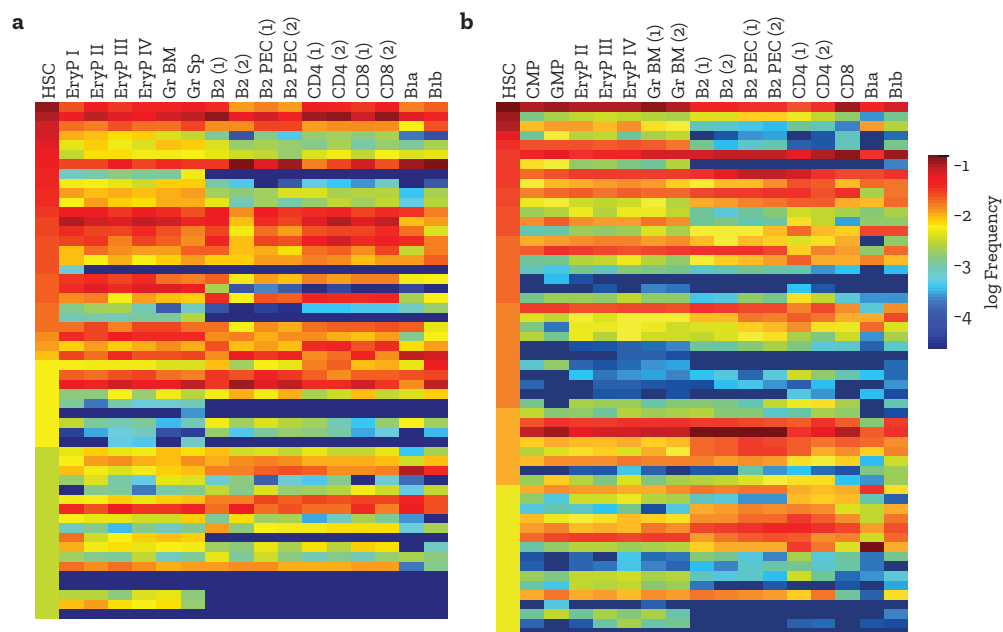 a
HSC
EryP I
EryP II
EryP III
EryP IV
Gr BM
Gr Sp
B2 (1)
B2 (2)
B2 PEC (1)
B2 PEC (2)
CD4 (1)
CD4 (2)
CD8 (1)
CD8 (2)
B1a
B1b
b
HSC
CMP
GMP
EryP II
EryP III
EryP IV
Gr BM (1)
Gr BM (2)
B2 (1)
B2 (2)
B2 PEC (1)
B2 PEC (2)
CD4 (1)
CD4 (2)
CD8
B1a
B1b
–1
–2
–3
–4
log Frequency